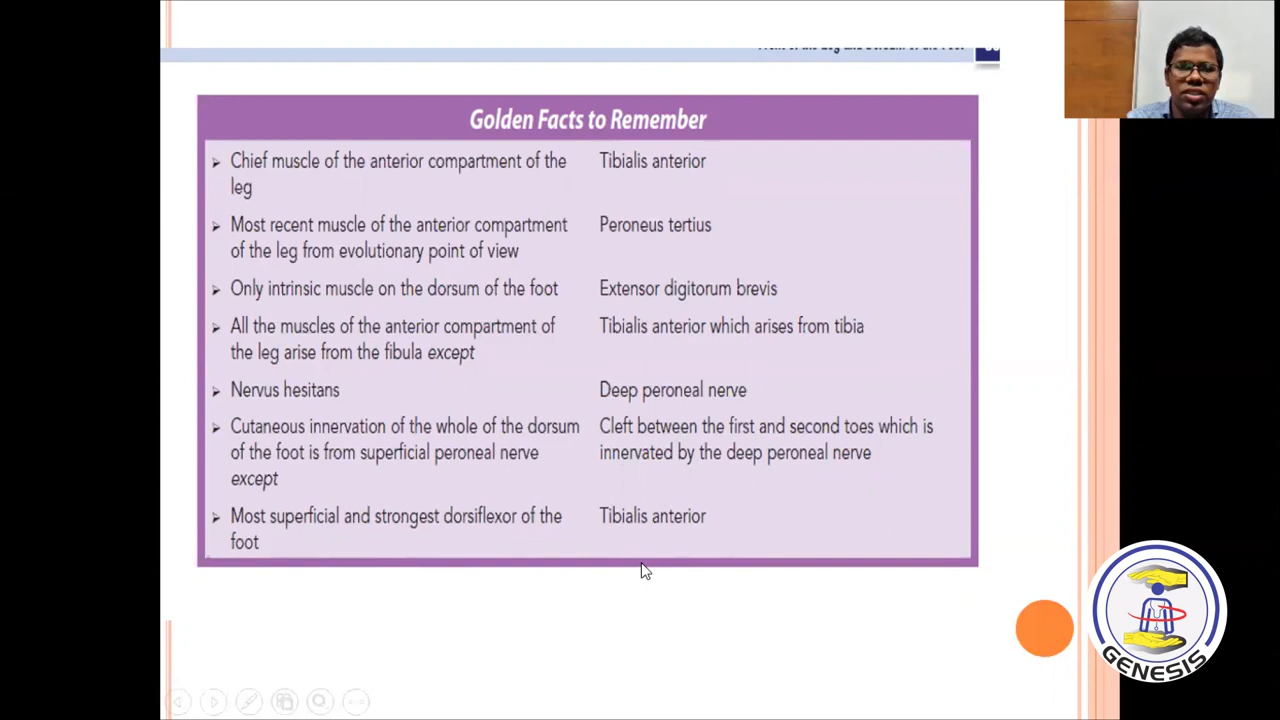 Golden Facts to Remember
Chief muscle of the anterior compartment of the
leg
Tibialis anterior
Most recent muscle of the anterior compartment
of the leg from evolutionary point of view
Peroneus tertius
Only intrinsic muscle on the dorsum of the foot
Extensor digitorum brevis
All the muscles of the anterior compartment of
the leg arise from the fibula except
Tibialis anterior which arises from tibia
Nervus hesitans
Deep peroneal nerve
Cutaneous innervation of the whole of the dorsum
of the foot is from superficial peroneal nerve
except
Cleft between the first and second toes which is
innervated by the deep peroneal nerve
Most superficial and strongest dorsiflexor of the
foot
Tibialis anterior
GENESIS